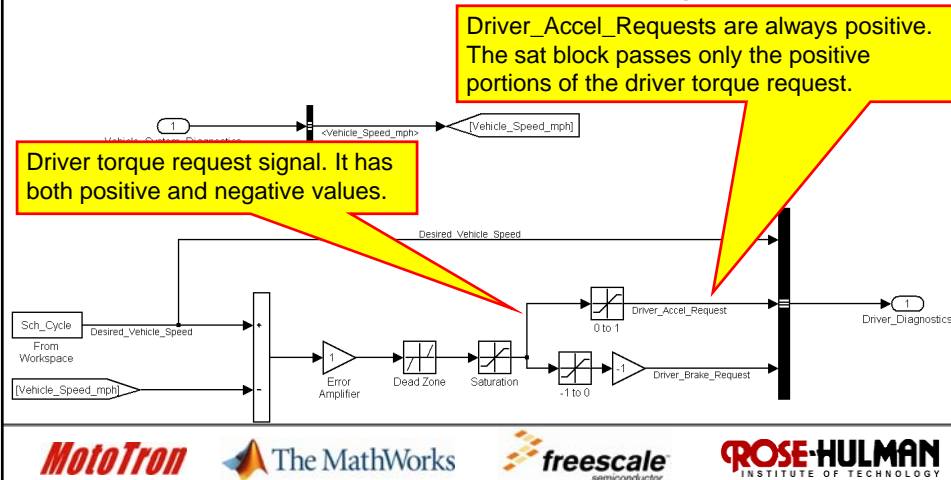 Driver_Accel_Requests are always positive.
The sat block passes only the positive
portions of the driver torque request.
1
<Vehicle_Speed_mph>
[Vehicle_Speed_mph]
Driver torque request signal. It has
both positive and negative values.
Desired_Vehicle_Speed
Sch_Cycle
From
Workspace
Desired_Vehicle_Speed
+
-
[Vehicle_Speed_mph]
1
Error
Amplifier
Dead Zone
Saturation
0 to 1
Driver_Accel_Request
-1 to 0
-1
Driver_Brake_Request
1
Driver_Diagnostics
MotoTron
The MathWorks
freescale
semiconductor
ROSE-HULMAN
INSTITUTE OF TECHNOLOGY